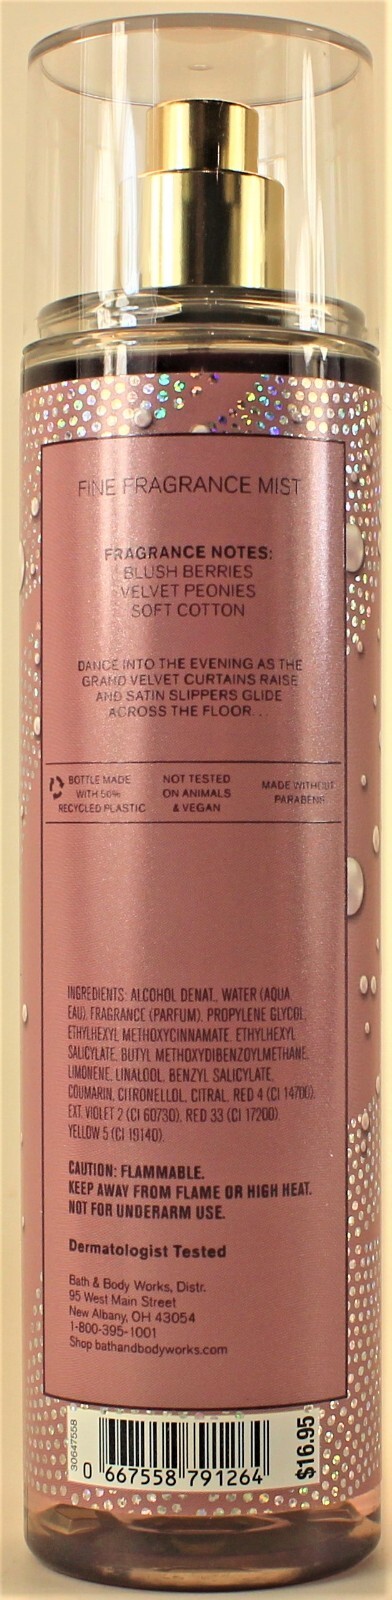 FINE FRAGRANCE MIST
FRAGRANCE NOTES:
BLUSH BERRIES
VELVET PEONIES
SOFT COTTON
DANCE INTO THE EVENING AS THE
GRAND VELVET CURTAINS RAISE
AND SATIN SLIPPERS GLIDE
ACROSS THE FLOOR...
BOTTLE MADE
WITH 50%
RECYCLED PLASTIC
NOT TESTED
ON ANIMALS
& VEGAN
MADE WITHOUT
PARABENS
INGREDIENTS: ALCOHOL DENAT., WATER (AQUA,
EAU), FRAGRANCE (PARFUM), PROPYLENE GLYCOL,
ETHYLHEXYL METHOXYCINNAMATE, ETHYLHEXYL
SALICYLATE, BUTYL METHOXYDIBENZOYLMETHANE,
LIMONENE, LINALOOL, BENZYL SALICYLATE,
COUMARIN, CITRONELLOL, CITRAL, RED 4 (CI 14700),
EXT. VIOLET 2 (CI 60730), RED 33 (CI 17200),
YELLOW 5 (CI 19140).
CAUTION: FLAMMABLE.
KEEP AWAY FROM FLAME OR HIGH HEAT.
NOT FOR UNDERARM USE.
Dermatologist Tested
Bath & Body Works, Distr.
95 West Main Street
New Albany, OH 43054
1-800-395-1001
Shop bathandbodyworks.com
30647558
0 667558 791264
$16.95